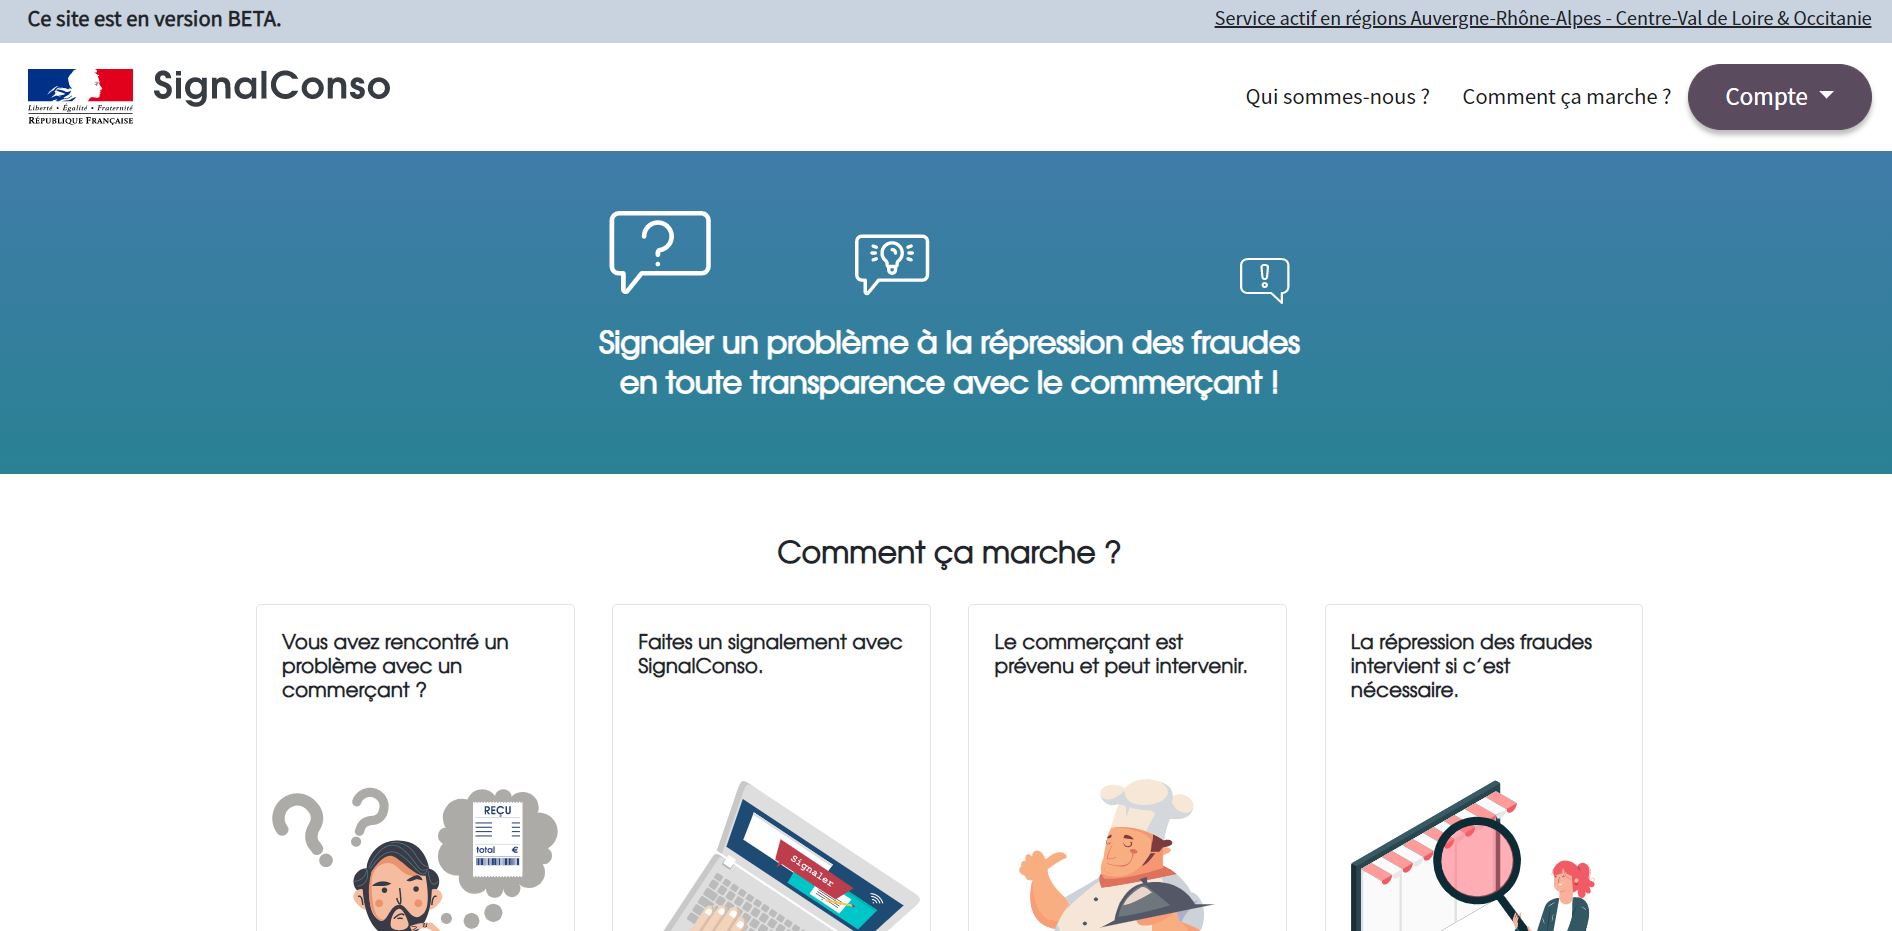 Ce site est en version BETA.
Service actif en régions Auvergne-Rhône-Alpes - Centre-Val de Loire & Occitanie
Liberté • Égalité • Fraternité
RÉPUBLIQUE FRANÇAISE
SignalConso
Qui sommes-nous ?
Comment ça marche ?
Compte
Signaler un problème à la répression des fraudes
en toute transparence avec le commerçant !
Comment ça marche ?
Vous avez rencontré un
problème avec un
commerçant ?
REÇU
total €
Faites un signalement avec
SignalConso.
Signaler
Le commerçant est
prévenu et peut intervenir.
La répression des fraudes
intervient si c’est
nécessaire.